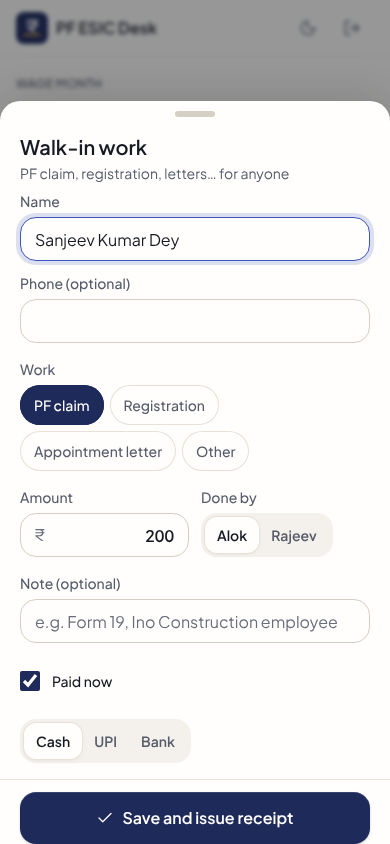 PF ESIC Desk
WAGE MONTH
Walk-in work
PF claim, registration, letters… for anyone
Name
Sanjeev Kumar Dey
Phone (optional)
Work
PF claim Registration
Appointment letter Other
Amount Done by
₹ 200 Alok Rajeev
Note (optional)
e.g. Form 19, Ino Construction employee
Paid now
Cash UPI Bank
Save and issue receipt